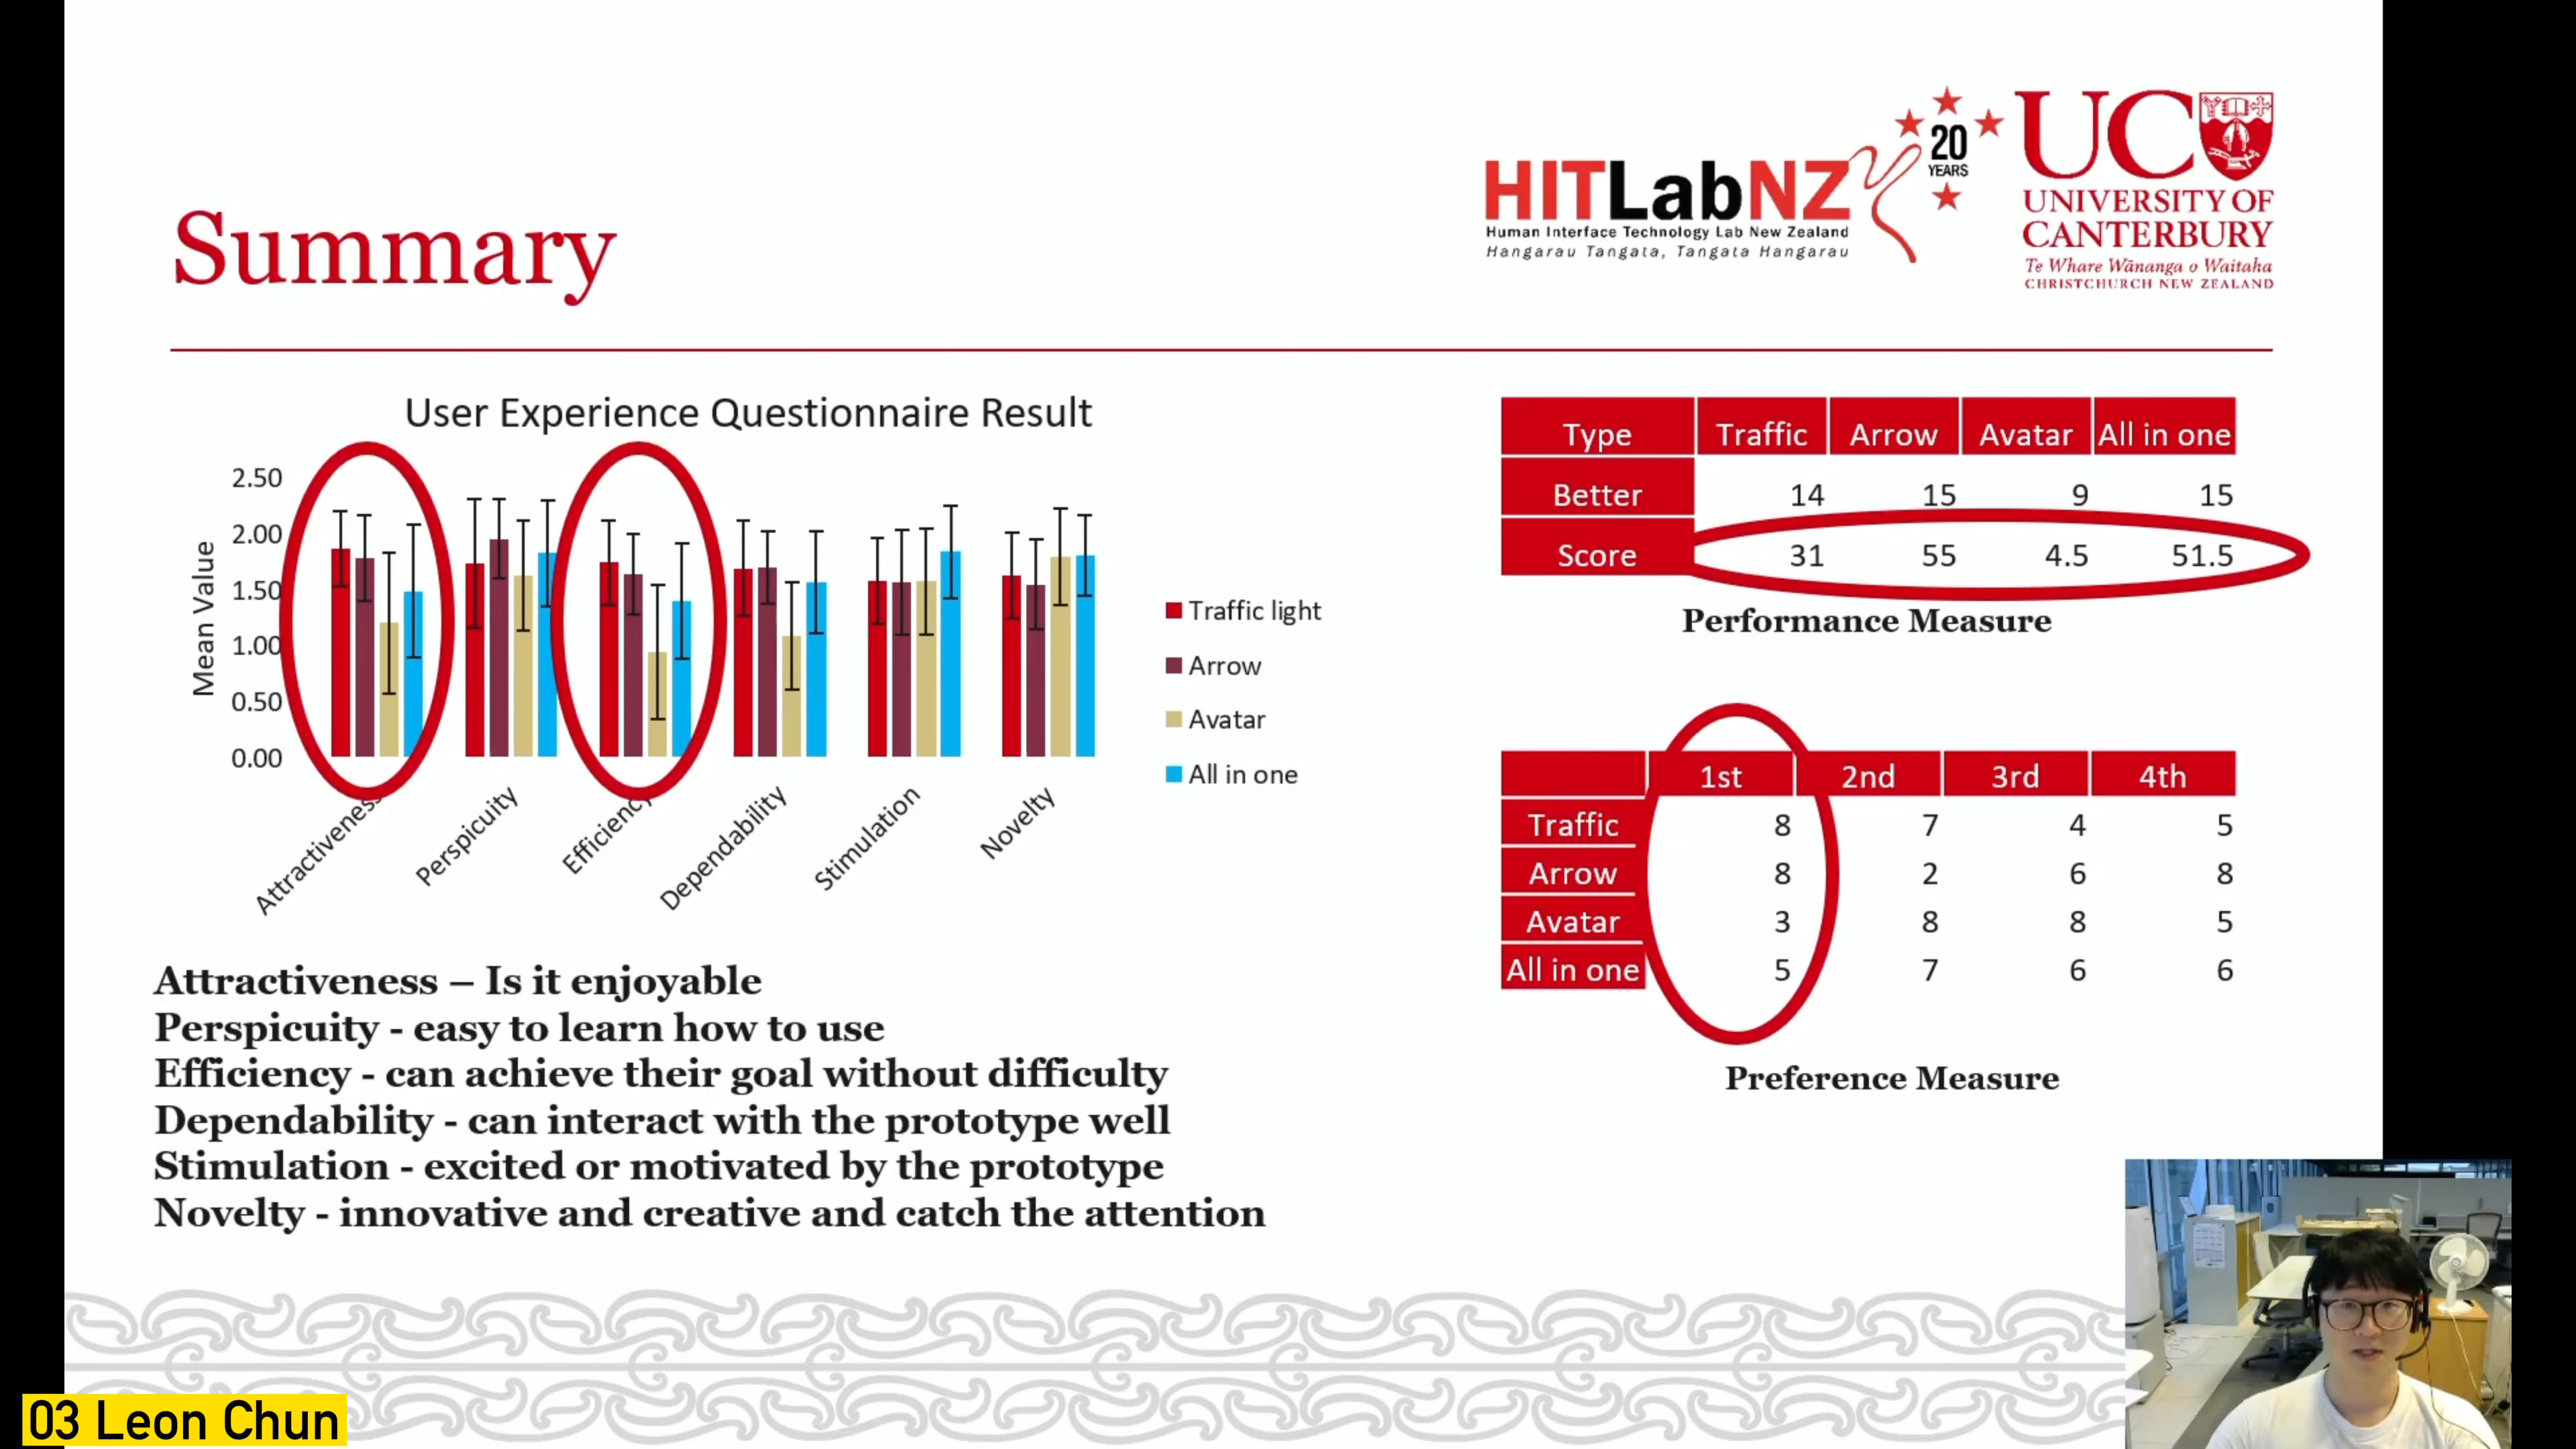 HITLabNZ
Human Interface Technology Lab New Zealand
Hangarau Tangata, Tangata Hangarau
20
YEARS
UC
UNIVERSITY OF
CANTERBURY
Te Whare Wānanga o Waitaha
CHRISTCHURCH NEW ZEALAND
Summary
User Experience Questionnaire Result
2.50
2.00
1.50
1.00
0.50
0.00
Mean Value
Attractiveness
Perspicuity
Efficiency
Dependability
Stimulation
Novelty
Traffic light
Arrow
Avatar
All in one
Type Traffic Arrow Avatar All in one
Better 14 15 9 15
Score 31 55 4.5 51.5
Performance Measure
1st 2nd 3rd 4th
Traffic 8 7 4 5
Arrow 8 2 6 8
Avatar 3 8 8 5
All in one 5 7 6 6
Preference Measure
Attractiveness – Is it enjoyable
Perspicuity - easy to learn how to use
Efficiency - can achieve their goal without difficulty
Dependability - can interact with the prototype well
Stimulation - excited or motivated by the prototype
Novelty - innovative and creative and catch the attention
03 Leon Chun